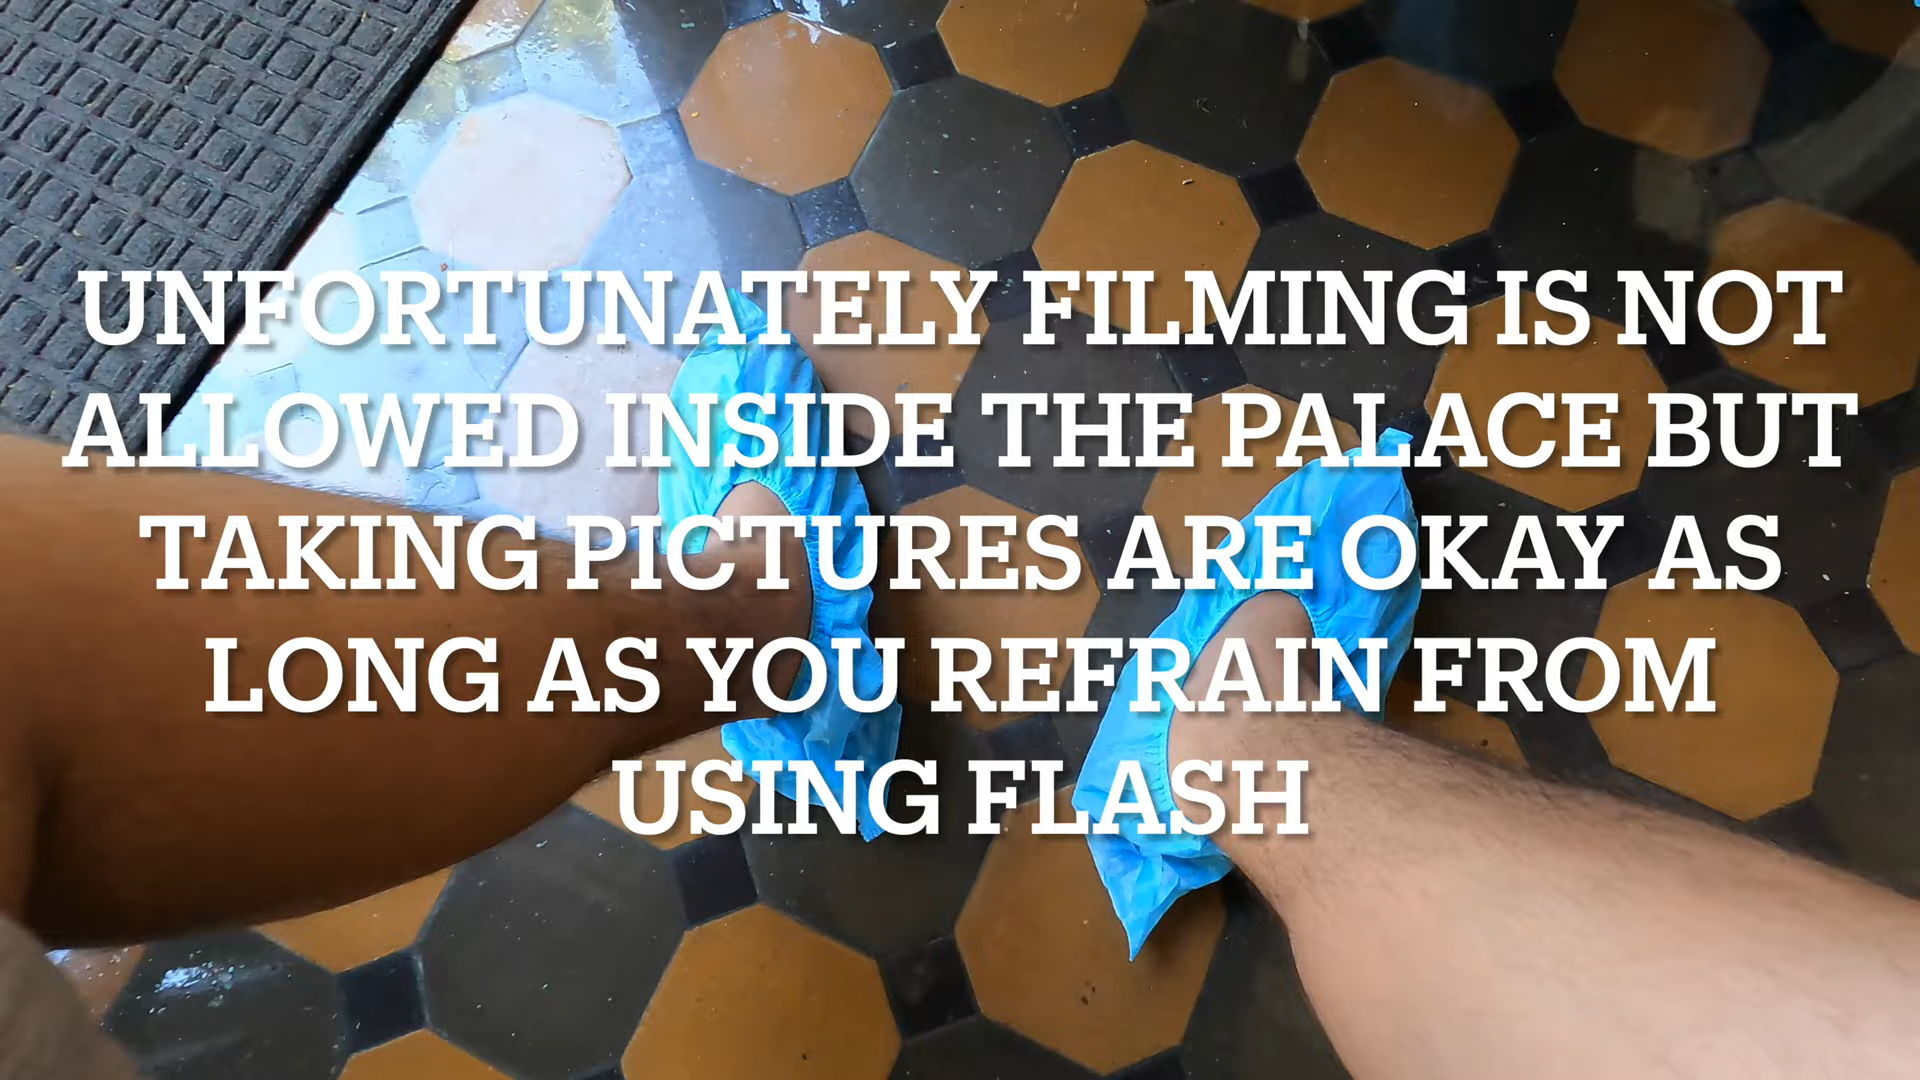 UNFORTUNATELY FILMING IS NOT
ALLOWED INSIDE THE PALACE BUT
TAKING PICTURES ARE OKAY AS
LONG AS YOU REFRAIN FROM
USING FLASH